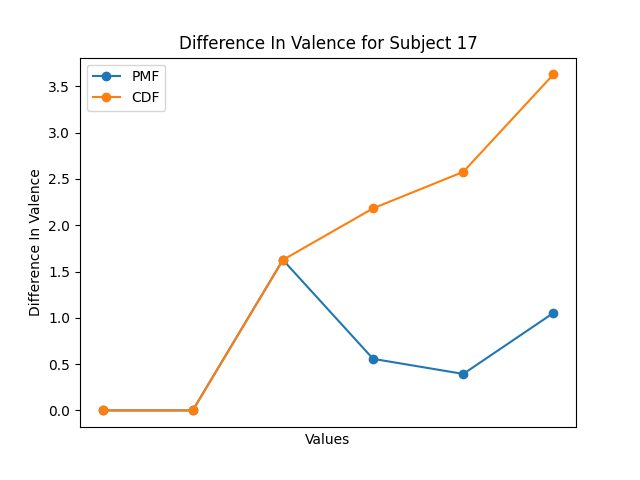 Difference In Valence for Subject 17
PMF
CDF
3.5
3.0
2.5
2.0
1.5
1.0
0.5
0.0
Difference In Valence
Values